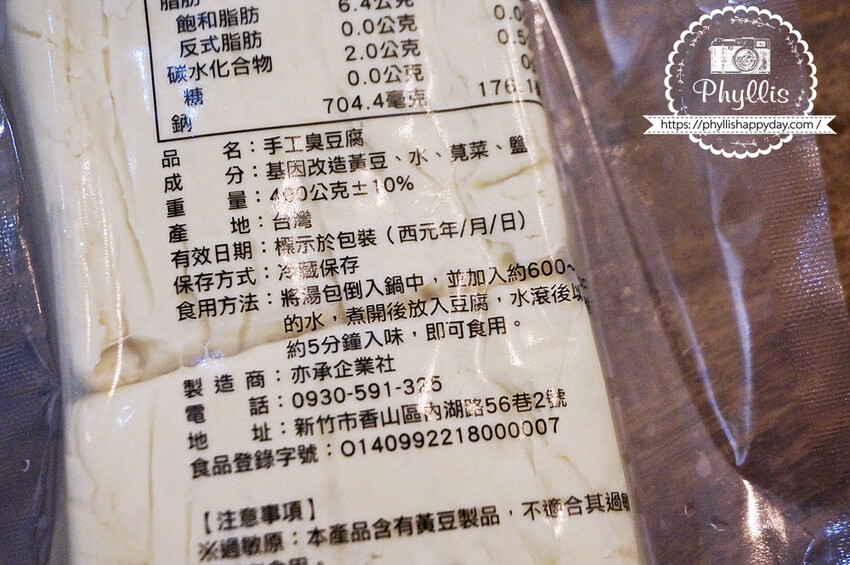 脂肪 6.4公克
飽和脂肪 0.0公克 0.0
反式脂肪 2.0公克 0.5
碳水化合物 0.0公克
糖 704.4毫克 176.1
鈉
品名：手工臭豆腐
成分：基因改造黃豆、水、莧菜、鹽
重量：400公克±10%
產地：台灣
有效日期：標示於包裝（西元年/月/日）
保存方式：冷藏保存
食用方法：將湯包倒入鍋中，並加入約600~
的水，煮開後放入豆腐，水滾後以
約5分鐘入味，即可食用。
製造商：亦承企業社
電話：0930-591-325
地址：新竹市香山區內湖路56巷2號
食品登錄字號：O140992218000007
【注意事項】
※過敏原：本產品含有黃豆製品，不適合其過敏
Phyllis
https://phyllishappyday.com/